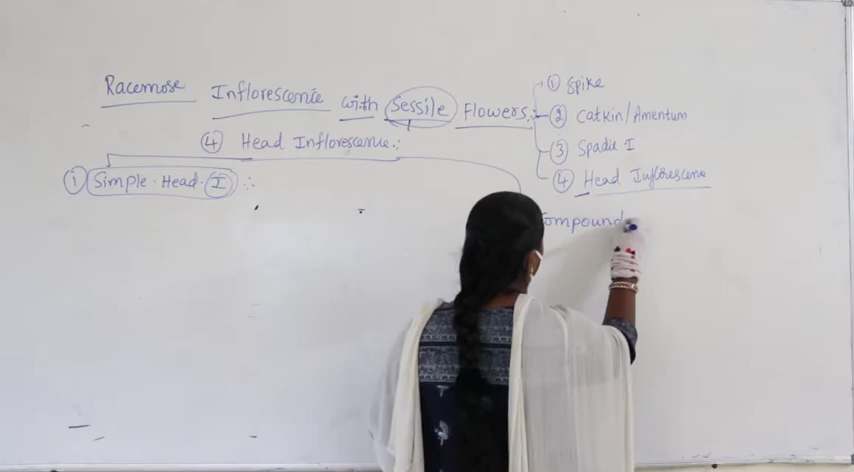 Racemose Inflorescence with Sessile Flowers:
① Spike
② Catkin/Amentum
③ Spadix I
④ Head Inflorescence
④ Head Inflorescence:
① Simple Head I :
Compound